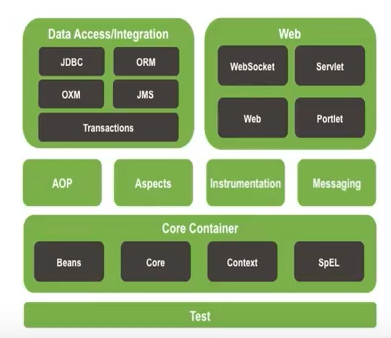 Data Access/Integration
JDBC
ORM
OXM
JMS
Transactions
Web
WebSocket
Servlet
Web
Portlet
AOP
Aspects
Instrumentation
Messaging
Core Container
Beans
Core
Context
SpEL
Test